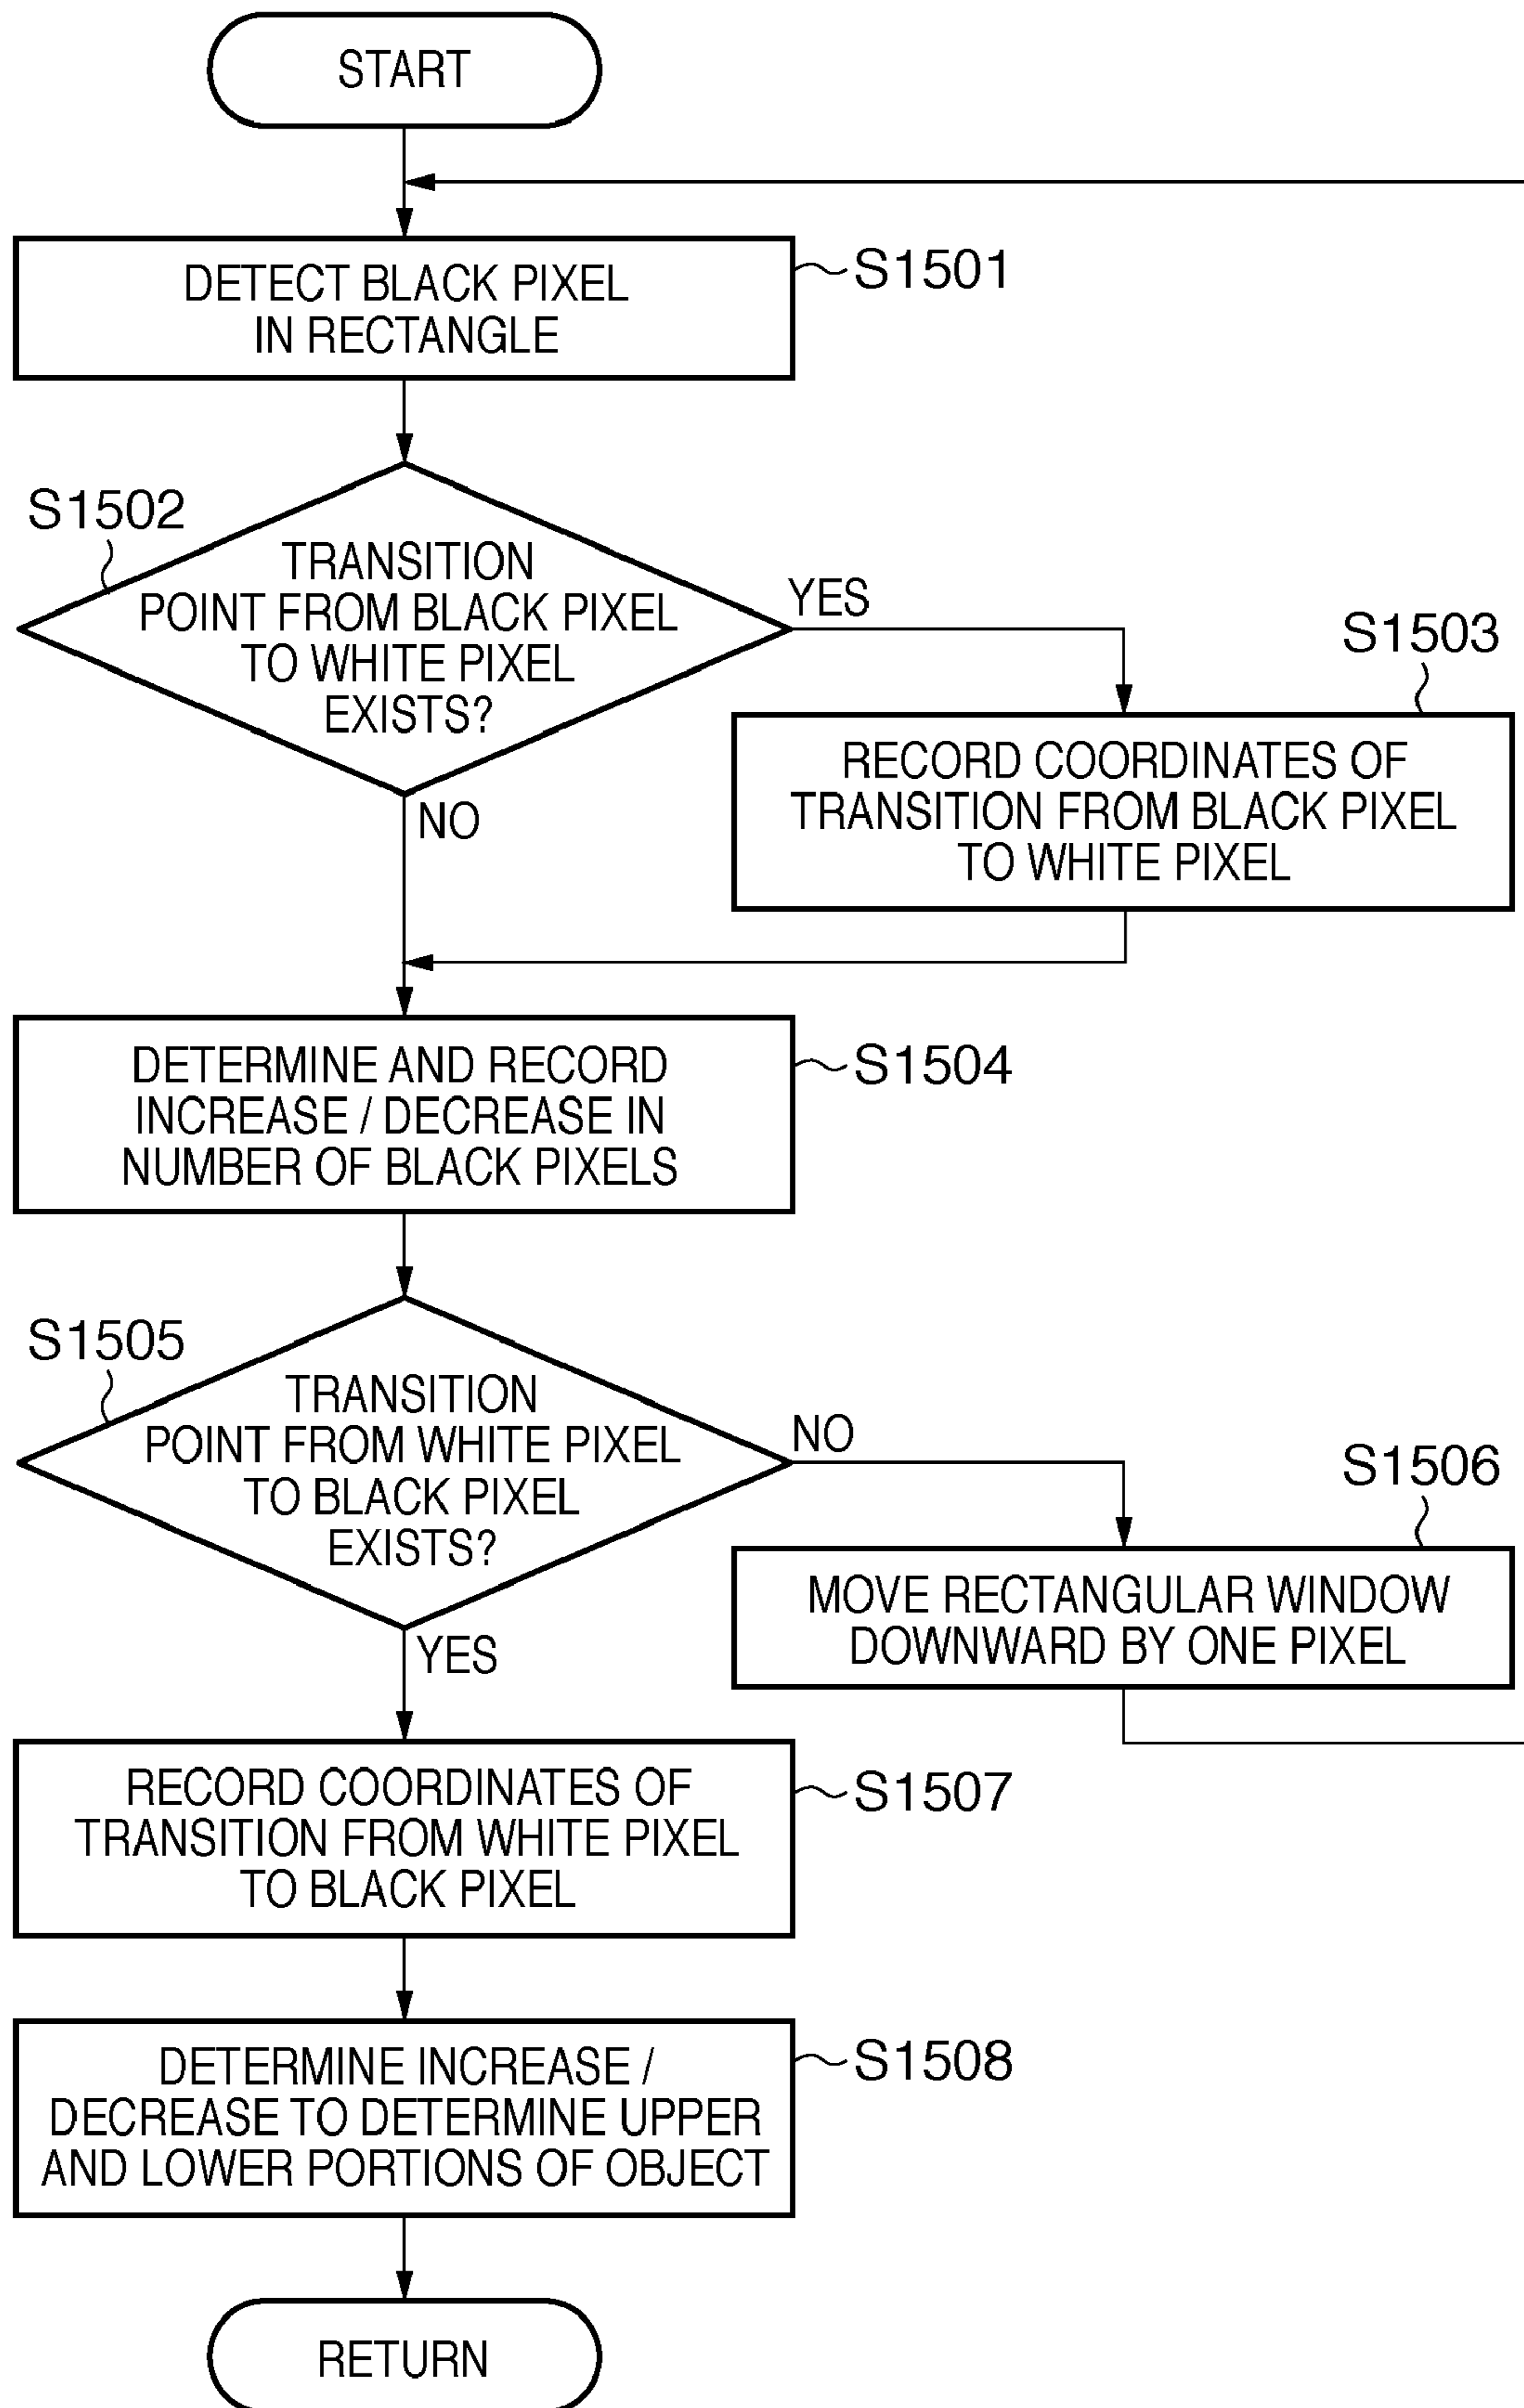 START
DETECT BLACK PIXEL
IN RECTANGLE
S1501
S1502
TRANSITION
POINT FROM BLACK PIXEL
TO WHITE PIXEL
EXISTS?
YES
NO
S1503
RECORD COORDINATES OF
TRANSITION FROM BLACK PIXEL
TO WHITE PIXEL
DETERMINE AND RECORD
INCREASE / DECREASE IN
NUMBER OF BLACK PIXELS
S1504
S1505
TRANSITION
POINT FROM WHITE PIXEL
TO BLACK PIXEL
EXISTS?
NO
YES
S1506
MOVE RECTANGULAR WINDOW
DOWNWARD BY ONE PIXEL
RECORD COORDINATES OF
TRANSITION FROM WHITE PIXEL
TO BLACK PIXEL
S1507
DETERMINE INCREASE /
DECREASE TO DETERMINE UPPER
AND LOWER PORTIONS OF OBJECT
S1508
RETURN